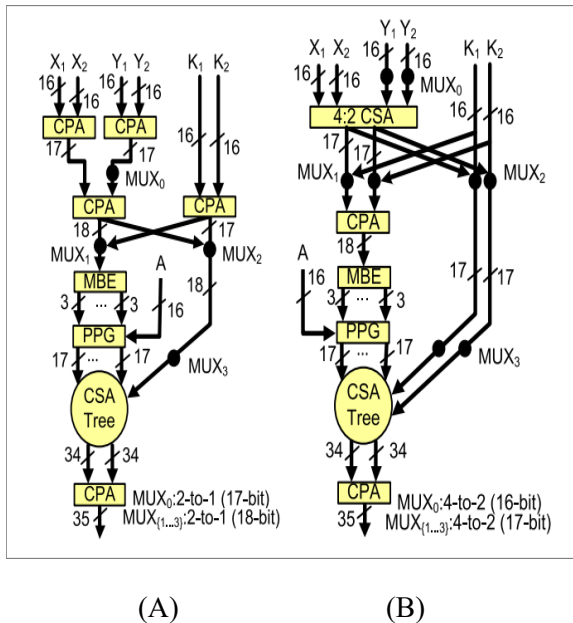 X1 X2 Y1 Y2 K1 K2
16 16 16 16
CPA CPA
17 17
16 16
MUX0
CPA CPA
18 17
MUX1 MUX2
A
MBE
18
3 ... 3 16
PPG
17 ... 17
MUX3
CSA
Tree
34 34
CPA
35
MUX0:2-to-1 (17-bit)
MUX{1...3}:2-to-1 (18-bit)
(A)
Y1 Y2
X1 X2 K1 K2
16 16
16 16 MUX0
4:2 CSA
16 16
17 17
MUX1 MUX2
CPA
18
A
16 MBE
17 17
3 ... 3
PPG
17 ... 17
MUX3
CSA
Tree
34 34
CPA
35
MUX0:4-to-2 (16-bit)
MUX{1...3}:4-to-2 (17-bit)
(B)